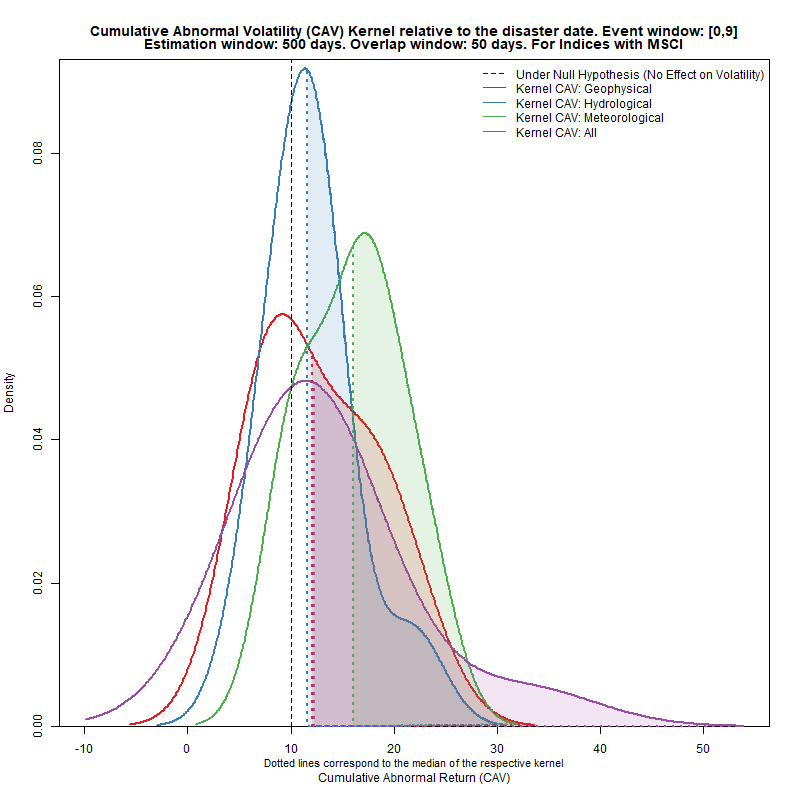 Cumulative Abnormal Volatility (CAV) Kernel relative to the disaster date. Event window: [0,9]
Estimation window: 500 days. Overlap window: 50 days. For Indices with MSCI
Under Null Hypothesis (No Effect on Volatility)
Kernel CAV: Geophysical
Kernel CAV: Hydrological
Kernel CAV: Meteorological
Kernel CAV: All
Density
0.08
0.06
0.04
0.02
0.00
-10 0 10 20 30 40 50
Dotted lines correspond to the median of the respective kernel
Cumulative Abnormal Return (CAV)